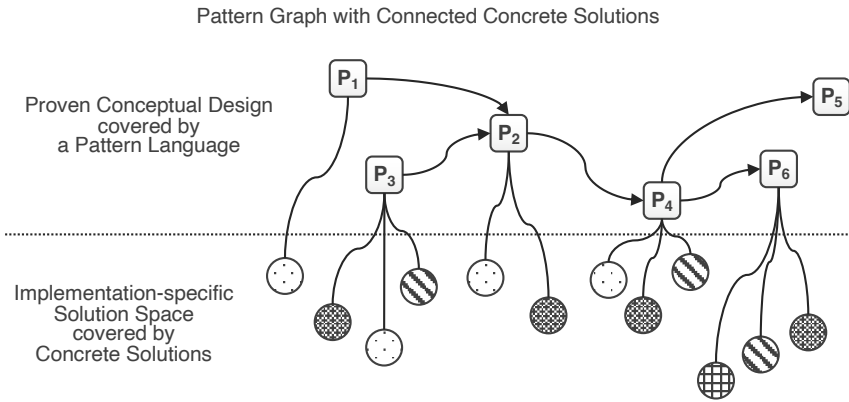 Pattern Graph with Connected Concrete Solutions
P₁
P₅
Proven Conceptual Design
covered by
a Pattern Language
P₂
P₃
P₆
P₄
Implementation-specific
Solution Space
covered by
Concrete Solutions